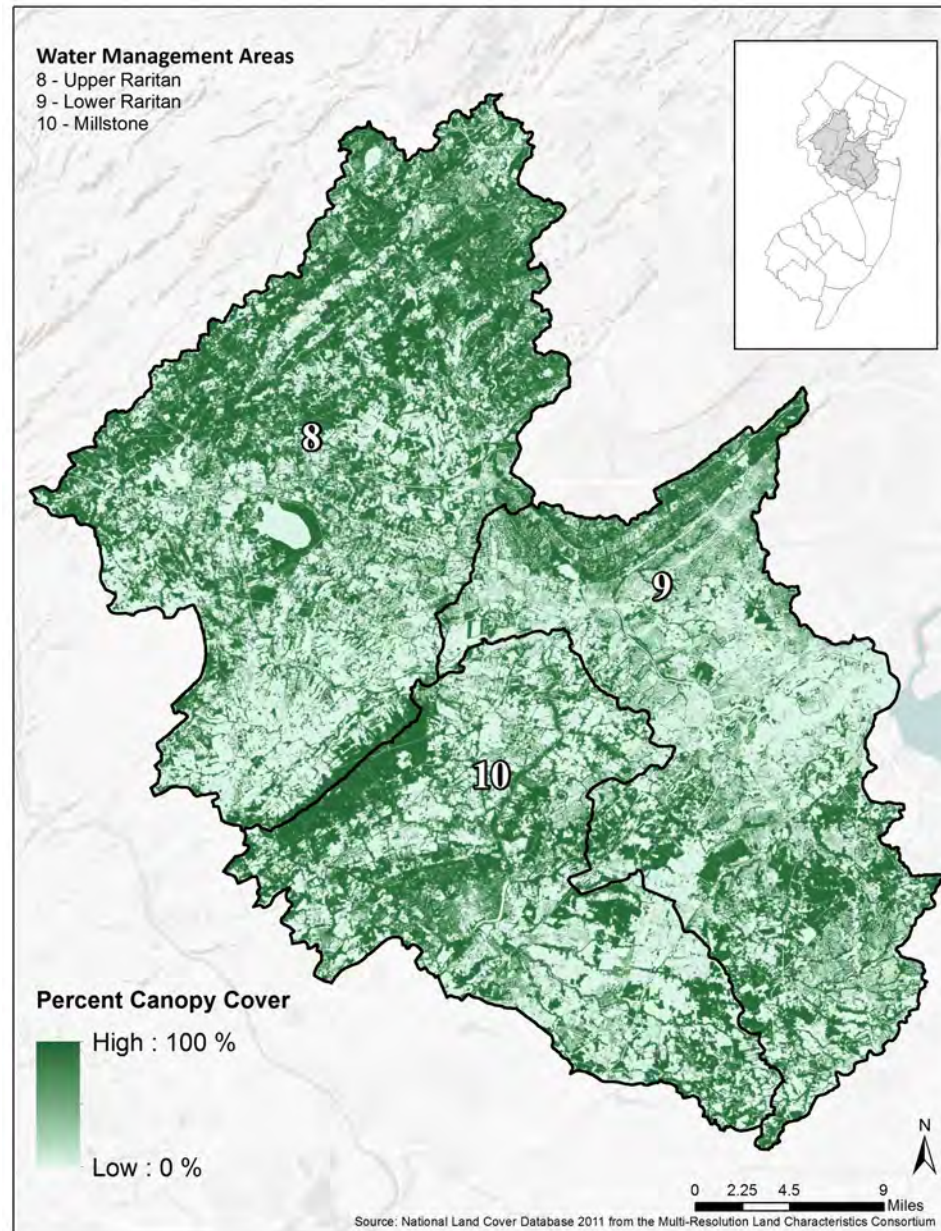 Water Management Areas
8 - Upper Raritan
9 - Lower Raritan
10 - Millstone
8
9
10
Percent Canopy Cover
High : 100 %
Low : 0 %
N
0 2.25 4.5 9
Miles
Source: National Land Cover Database 2011 from the Multi-Resolution Land Characteristics Consortium